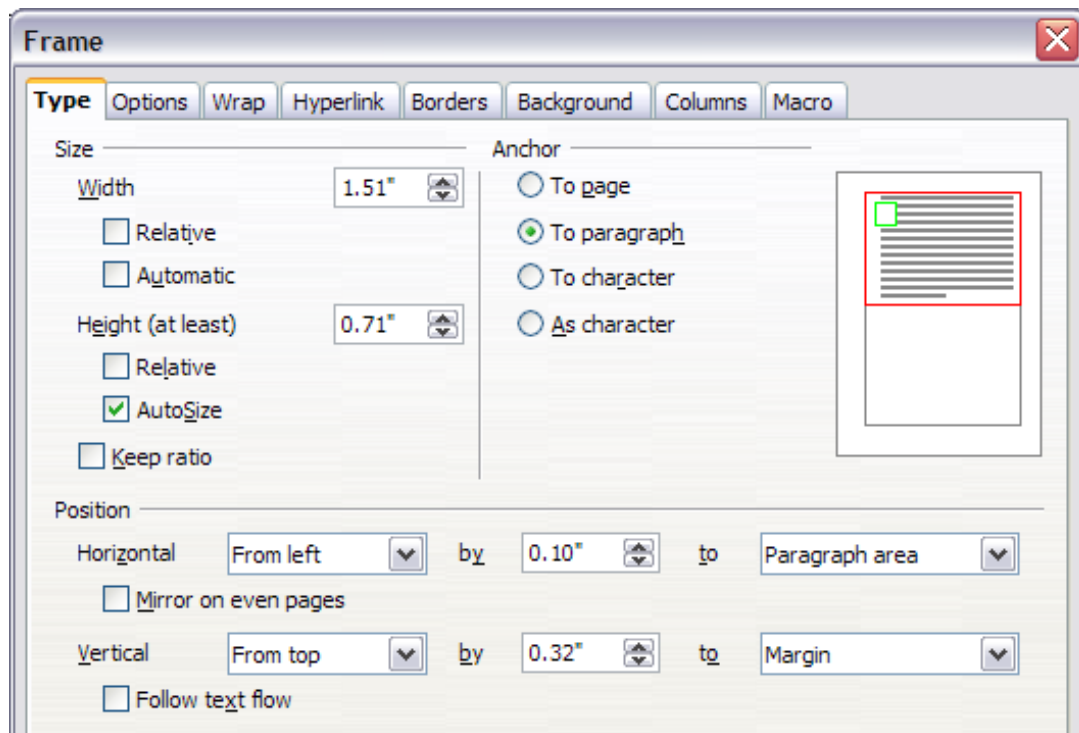 Frame
Type Options Wrap Hyperlink Borders Background Columns Macro
Size
Width 1.51"
Relative
Automatic
Height (at least) 0.71"
Relative
AutoSize
Keep ratio
Anchor
To page
To paragraph
To character
As character
Position
Horizontal From left by 0.10" to Paragraph area
Mirror on even pages
Vertical From top by 0.32" to Margin
Follow text flow